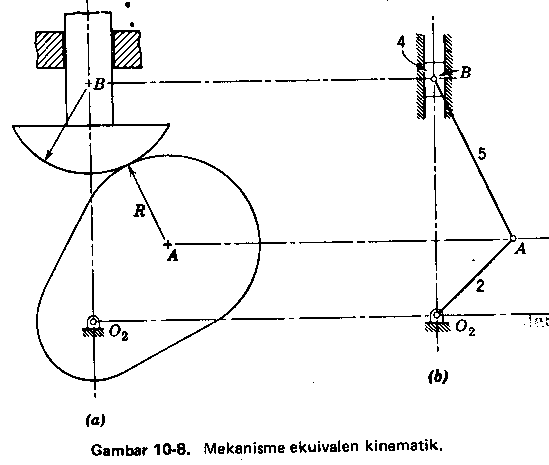 B
R
A
O₂
(a)
4
B
5
A
2
O₂
(b)
Gambar 10-8. Mekanisme ekuivalen kinematik.